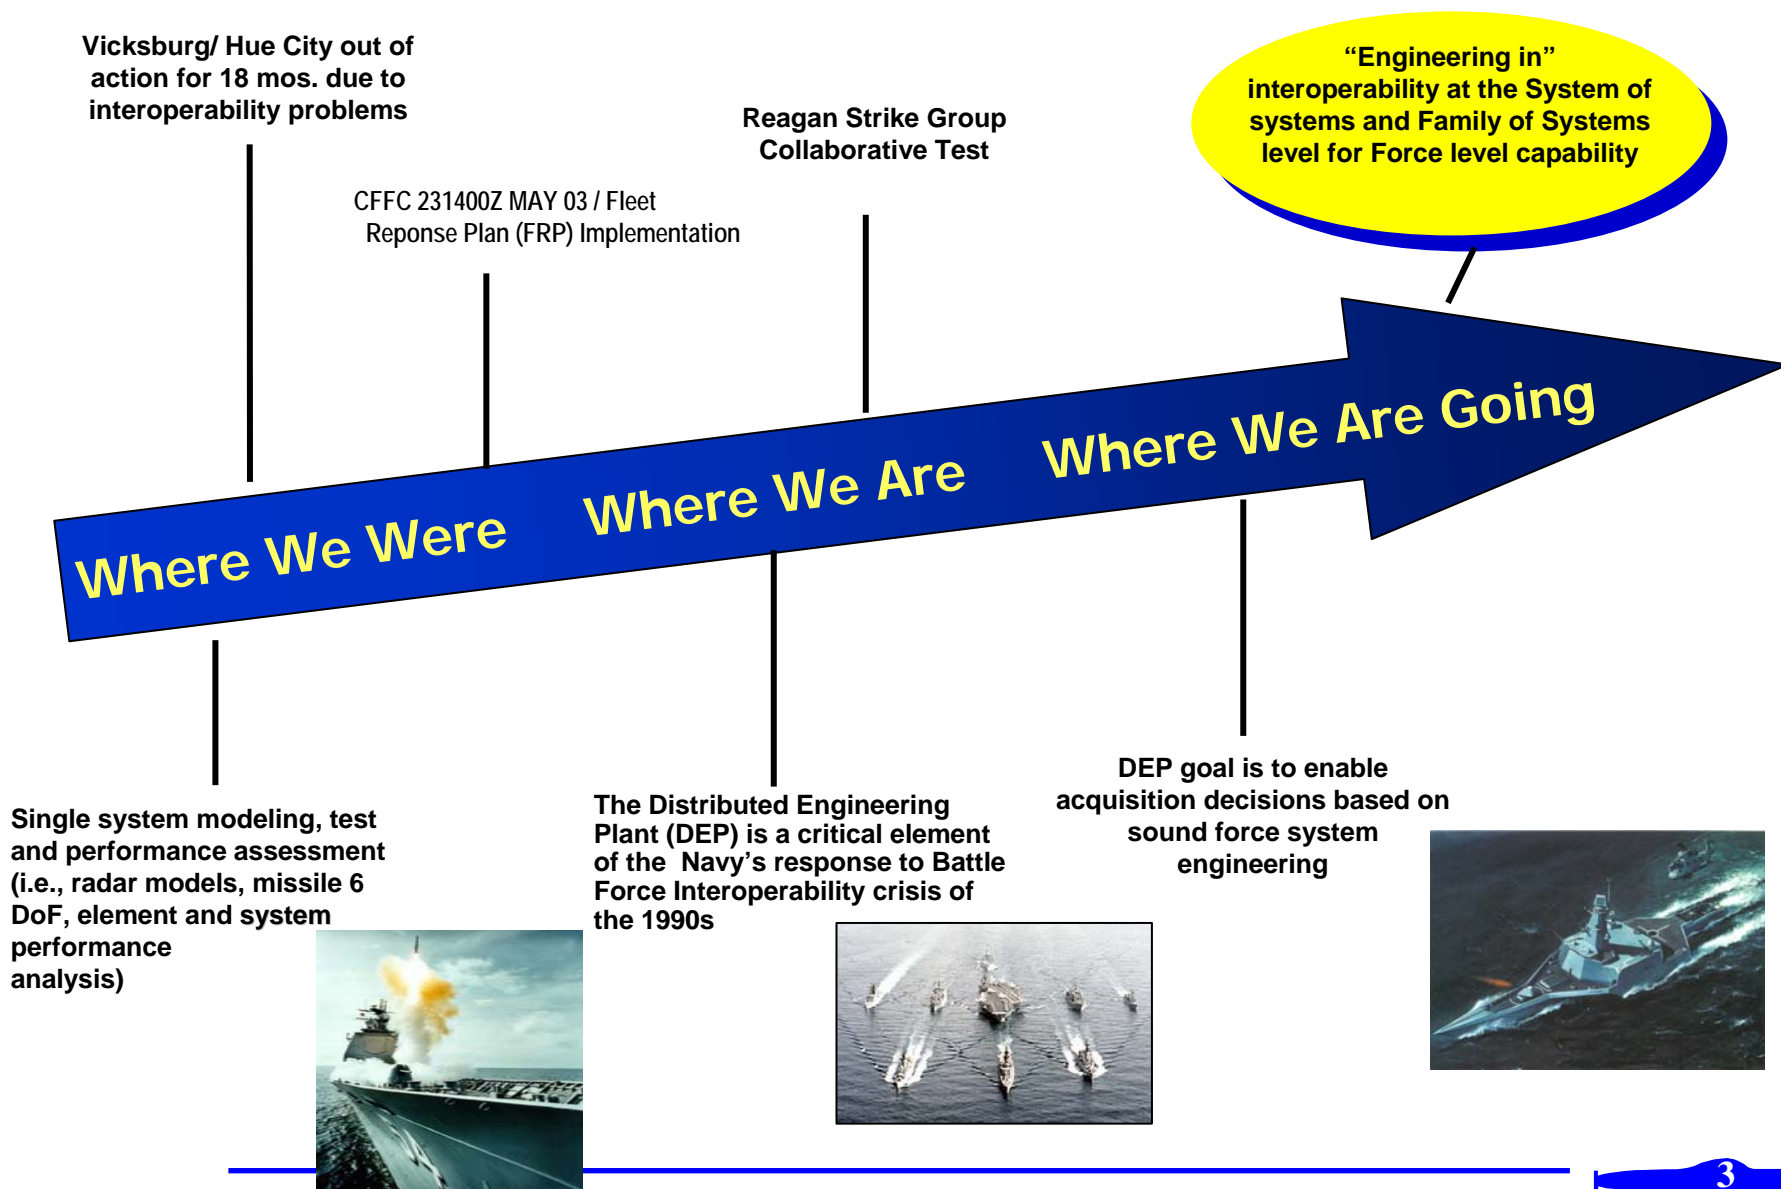 Vicksburg/ Hue City out of
action for 18 mos. due to
interoperability problems
CFFC 231400Z MAY 03 / Fleet
Reponse Plan (FRP) Implementation
Reagan Strike Group
Collaborative Test
“Engineering in”
interoperability at the System of
systems and Family of Systems
level for Force level capability
Where We Were
Where We Are
Where We Are Going
Single system modeling, test
and performance assessment
(i.e., radar models, missile 6
DoF, element and system
performance
analysis)
The Distributed Engineering
Plant (DEP) is a critical element
of the Navy’s response to Battle
Force Interoperability crisis of
the 1990s
DEP goal is to enable
acquisition decisions based on
sound force system
engineering
3